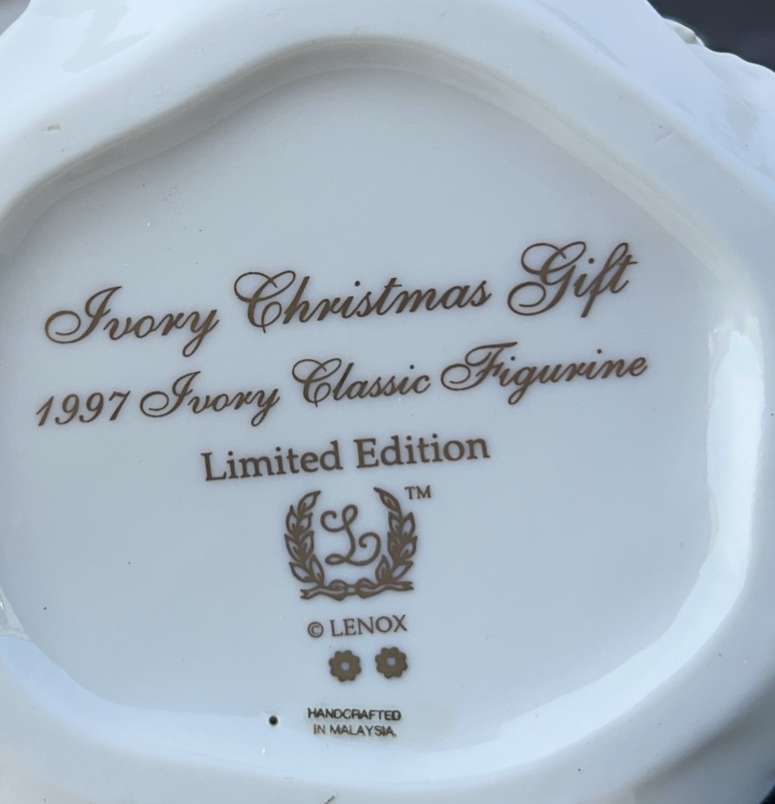 Ivory Christmas Gift
1997 Ivory Classic Figurine
Limited Edition
L ™
© LENOX
HANDCRAFTED
IN MALAYSIA